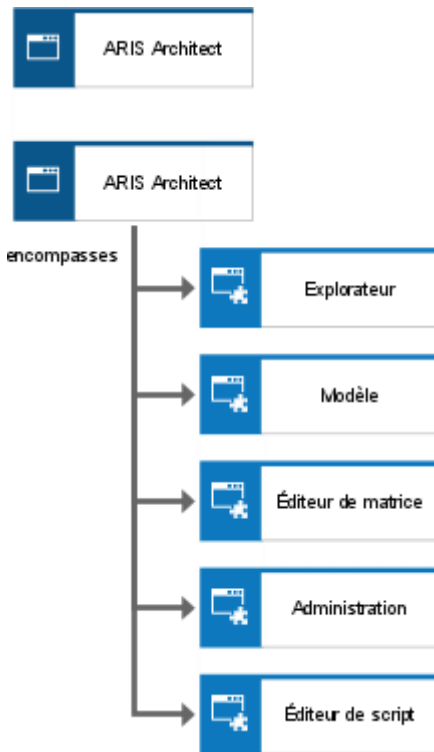 ARIS Architect
ARIS Architect
encompasses
Explorateur
Modèle
Éditeur de matrice
Administration
Éditeur de script